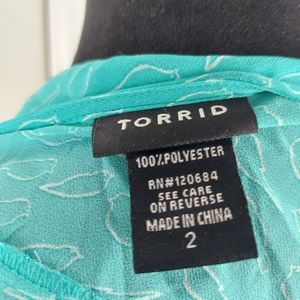 TORRID
100% POLYESTER
RN#120684
SEE CARE
ON REVERSE
MADE IN CHINA
2